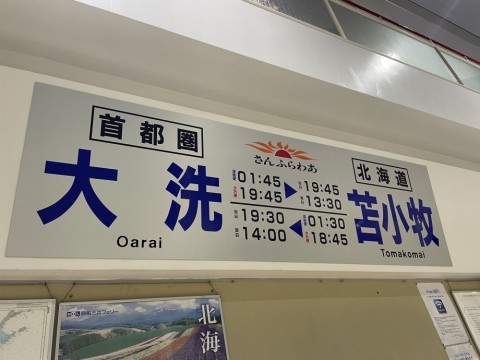 首都圏
大洗
Oarai
さんふらわあ
01:45 ▶ 19:45
19:45 13:30
19:30 ◀ 01:30
14:00 18:45
北海道
苫小牧
Tomakomai
北海